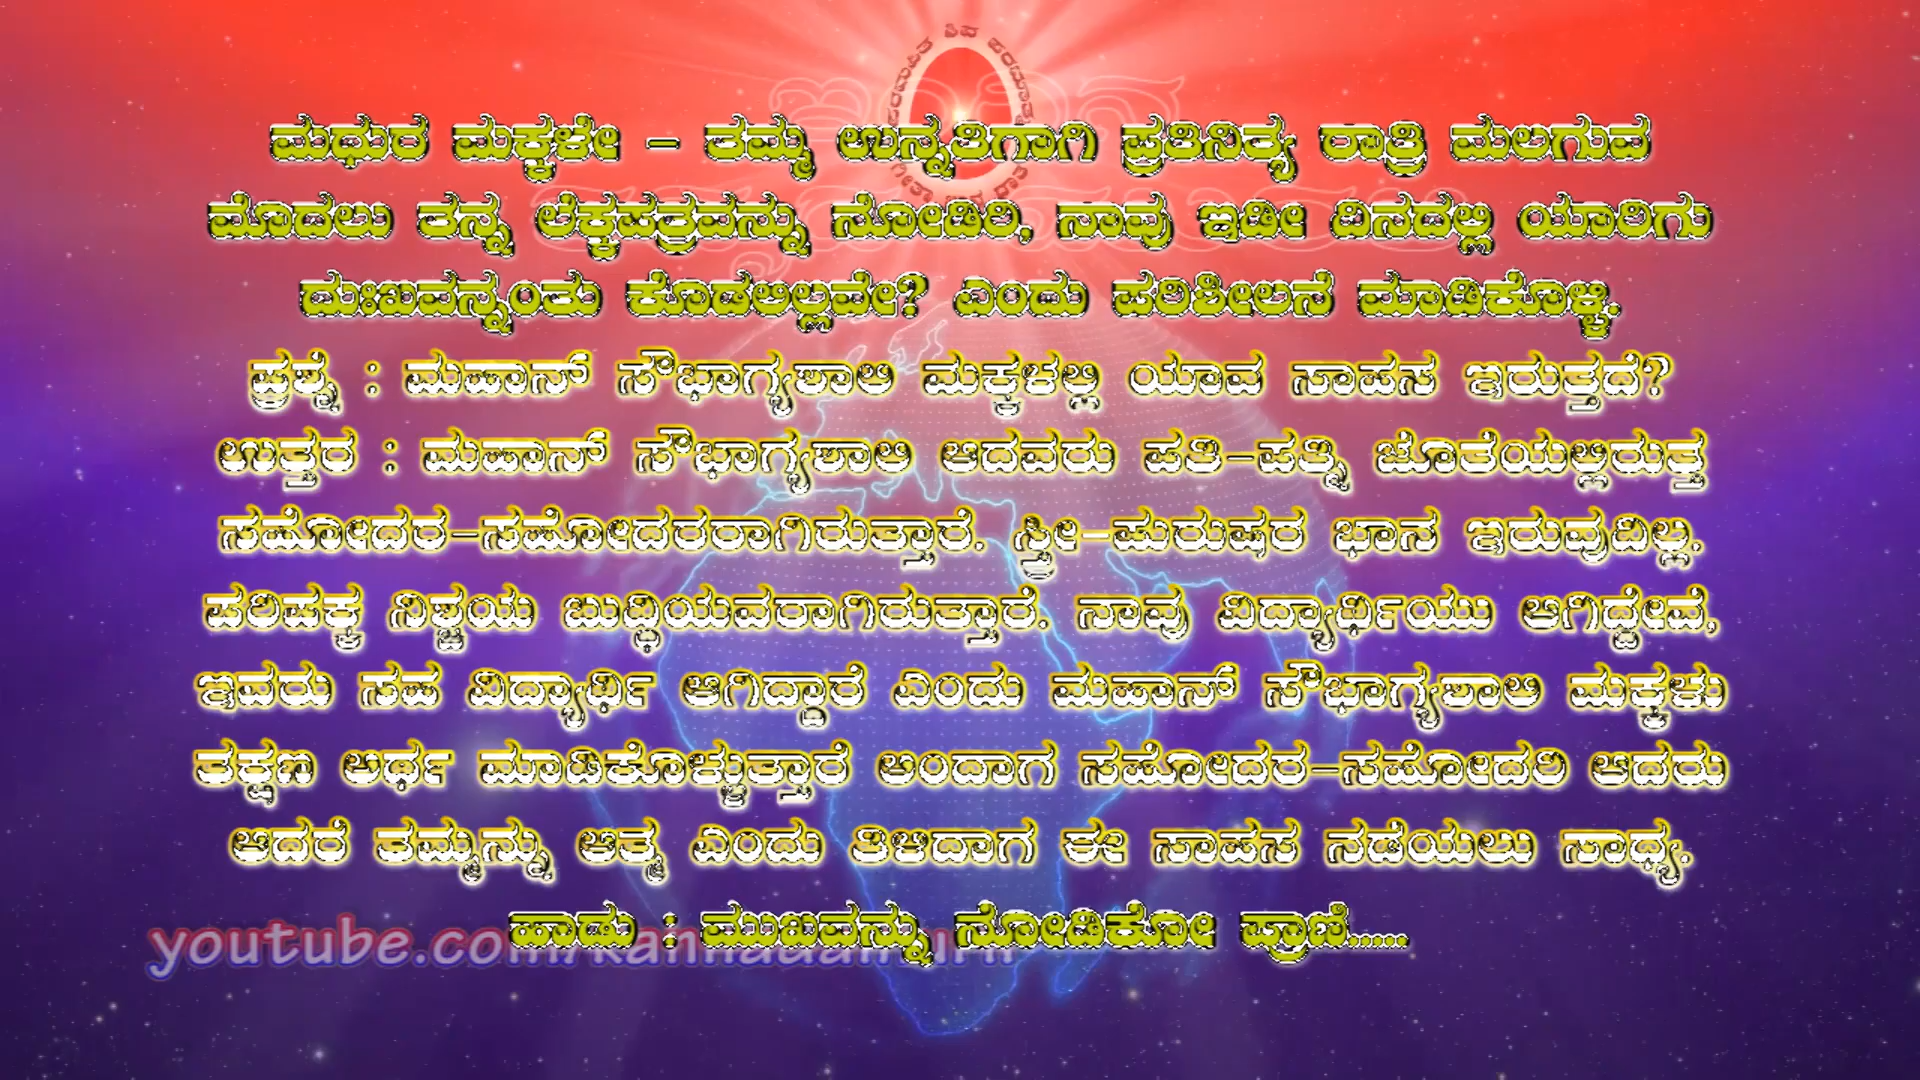 ಮಧುರ ಮಕ್ಕಳೇ – ತಮ್ಮ ಉನ್ನತಿಗಾಗಿ ಪ್ರತಿನಿತ್ಯ ರಾತ್ರಿ ಮಲಗುವ
ಮೊದಲು ತನ್ನ ಲೆಕ್ಕಪತ್ರವನ್ನು ನೋಡಿರಿ, ನಾವು ಇಡೀ ದಿನದಲ್ಲಿ ಯಾರಿಗು
ದುಃಖವನ್ನಂತು ಕೊಡಲಿಲ್ಲವೇ? ಎಂದು ಪರಿಶೀಲನೆ ಮಾಡಿಕೊಳ್ಳಿ.
ಪ್ರಶ್ನೆ : ಮಹಾನ್ ಸೌಭಾಗ್ಯಶಾಲಿ ಮಕ್ಕಳಲ್ಲಿ ಯಾವ ಸಾಹಸ ಇರುತ್ತದೆ?
ಉತ್ತರ : ಮಹಾನ್ ಸೌಭಾಗ್ಯಶಾಲಿ ಆದವರು ಪತಿ–ಪತ್ನಿ ಜೊತೆಯಲ್ಲಿರುತ್ತ
ಸಹೋದರ–ಸಹೋದರರಾಗಿರುತ್ತಾರೆ. ಸ್ತ್ರೀ–ಪುರುಷರ ಭಾನ ಇರುವುದಿಲ್ಲ.
ಪರಿಪಕ್ವ ನಿಶ್ಚಯ ಬುದ್ಧಿಯವರಾಗಿರುತ್ತಾರೆ. ನಾವು ವಿದ್ಯಾರ್ಥಿಯು ಆಗಿದ್ದೇವೆ,
ಇವರು ಸಹ ವಿದ್ಯಾರ್ಥಿ ಆಗಿದ್ದಾರೆ ಎಂದು ಮಹಾನ್ ಸೌಭಾಗ್ಯಶಾಲಿ ಮಕ್ಕಳು
ತಕ್ಷಣ ಅರ್ಥ ಮಾಡಿಕೊಳ್ಳುತ್ತಾರೆ ಅಂದಾಗ ಸಹೋದರ–ಸಹೋದರಿ ಆದರು
ಆದರೆ ತಮ್ಮನ್ನು ಆತ್ಮ ಎಂದು ತಿಳಿದಾಗ ಈ ಸಾಹಸ ನಡೆಯಲು ಸಾಧ್ಯ.
ಹಾಡು : ಮುಖವನ್ನು ನೋಡಿಕೋ ಪ್ರಾಣಿ.....